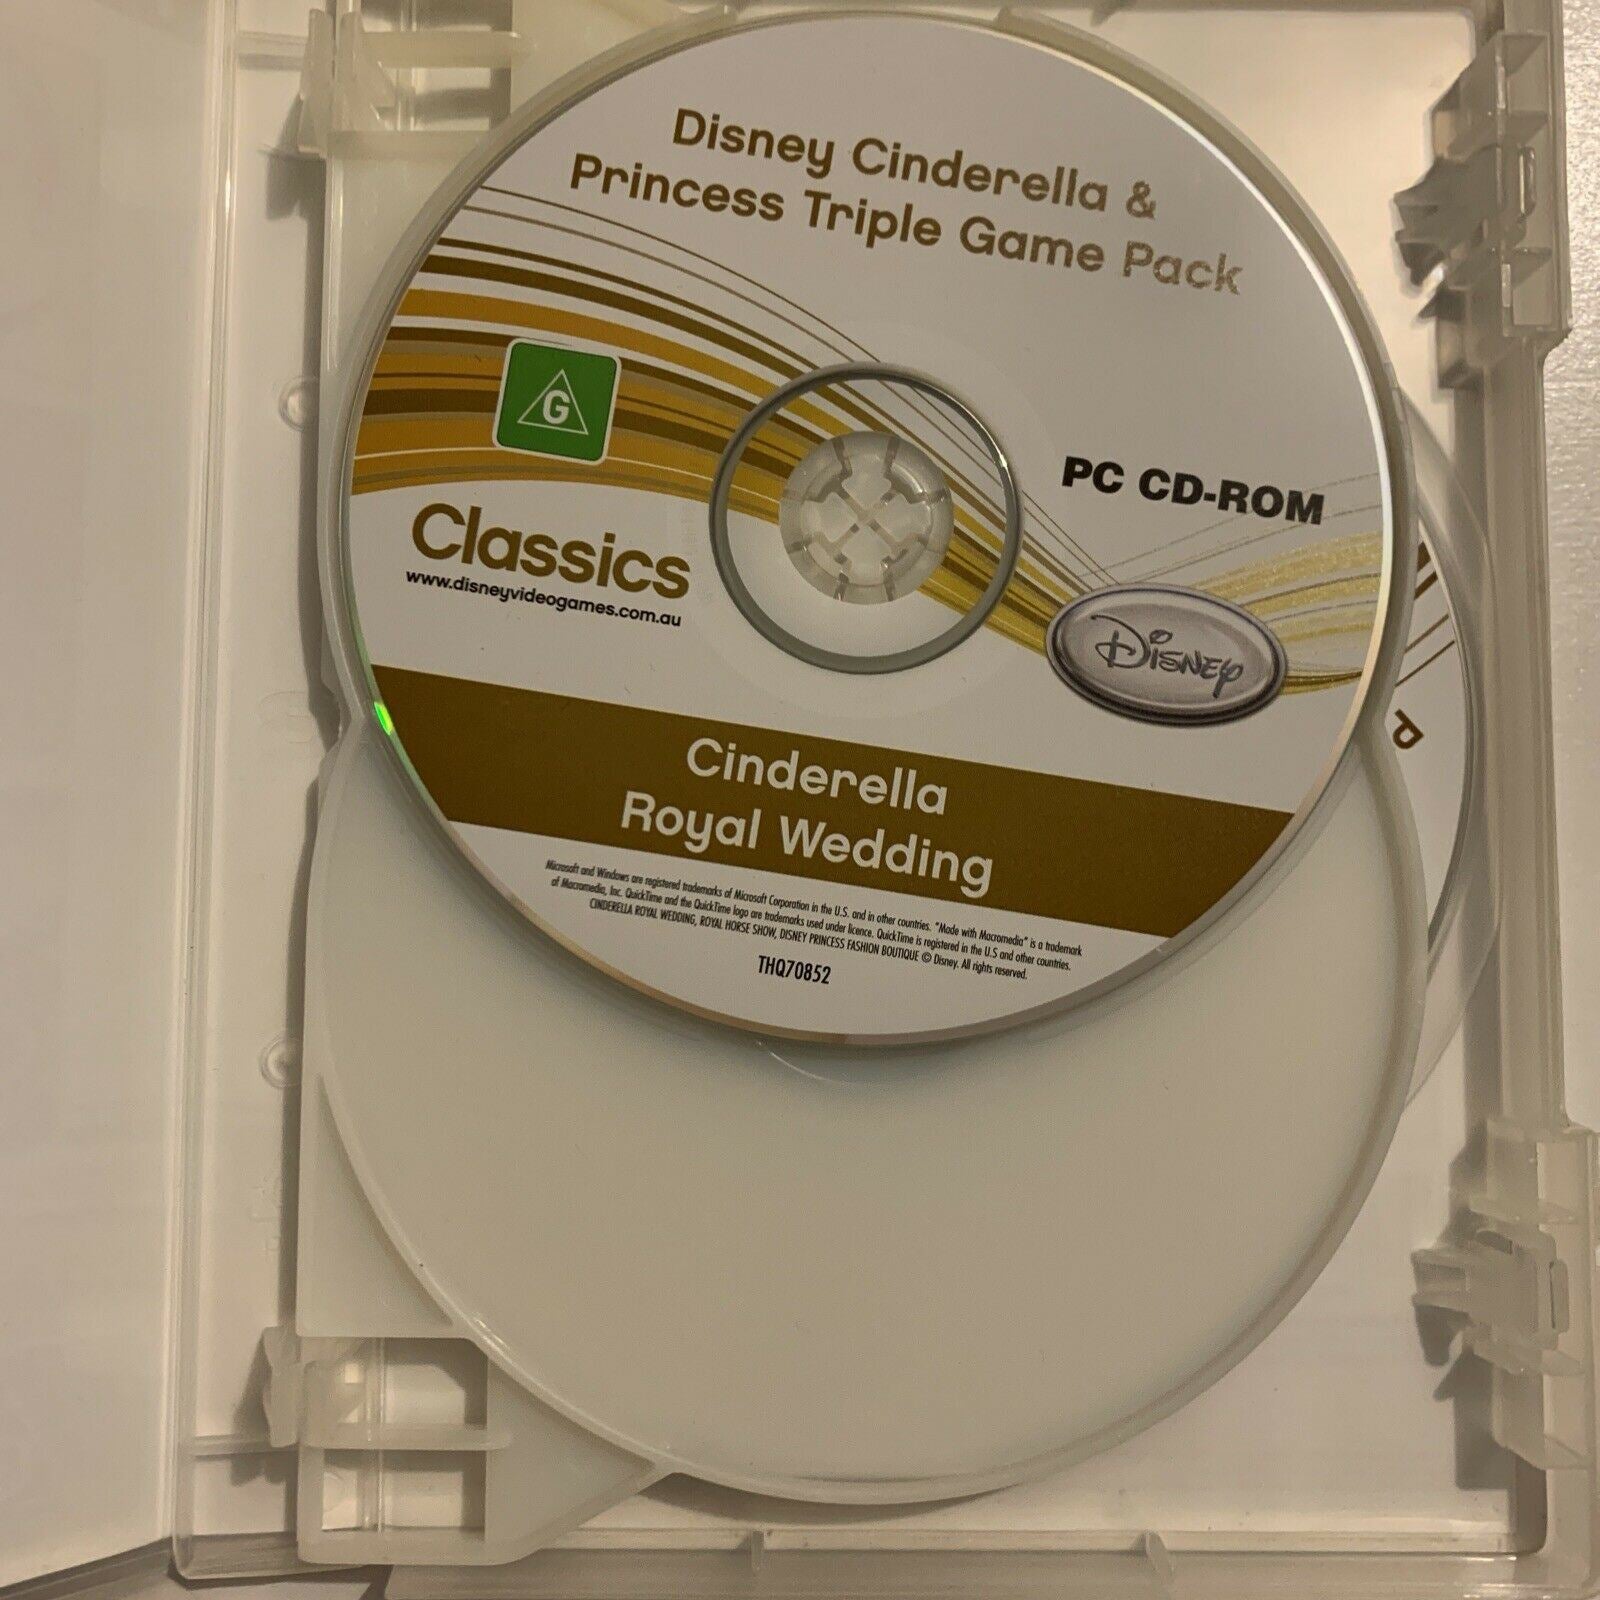 Disney Cinderella &
Princess Triple Game Pack
G
PC CD-ROM
Classics
www.disneyvideogames.com.au
Disney
Cinderella
Royal Wedding
Microsoft and Windows are registered trademarks of Microsoft Corporation in the U.S. and in other countries. "Made with Macromedia" is a trademark
of Macromedia, Inc. QuickTime and the QuickTime logo are trademarks used under licence. QuickTime is registered in the U.S and other countries.
CINDERELLA ROYAL WEDDING, ROYAL HORSE SHOW, DISNEY PRINCESS FASHION BOUTIQUE © Disney. All rights reserved.
THQ70852